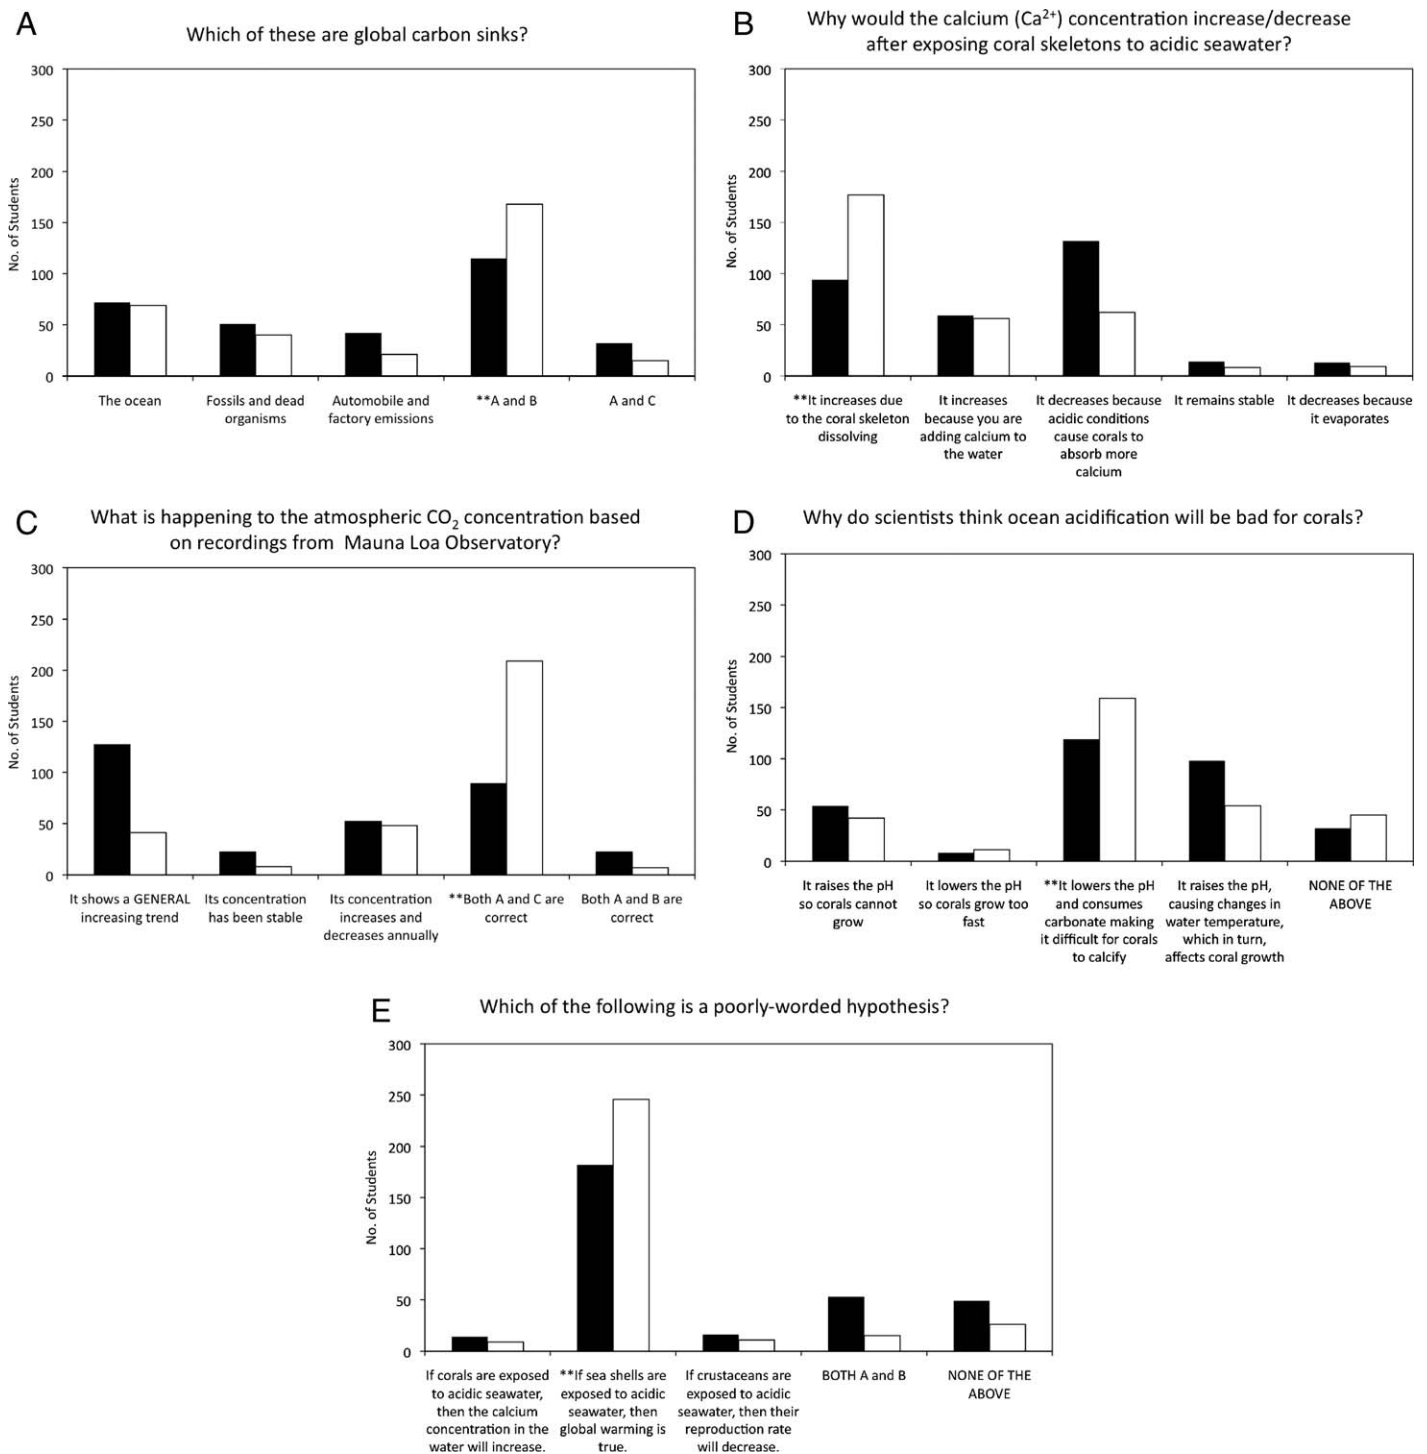 A
Which of these are global carbon sinks?
300
250
200
150
100
50
0
No. of Students
The ocean
Fossils and dead
organisms
Automobile and
factory emissions
**A and B
A and C
B
Why would the calcium (Ca²⁺) concentration increase/decrease
after exposing coral skeletons to acidic seawater?
300
250
200
150
100
50
0
No. of Students
**It increases due
to the coral skeleton
dissolving
It increases
because you are
adding calcium to
the water
It decreases because
acidic conditions
cause corals to
absorb more
calcium
It remains stable
It decreases because
it evaporates
C
What is happening to the atmospheric CO₂ concentration based
on recordings from Mauna Loa Observatory?
300
250
200
150
100
50
0
No. of Students
It shows a GENERAL
increasing trend
Its concentration
has been stable
Its concentration
increases and
decreases annually
**Both A and C are
correct
Both A and B are
correct
D
Why do scientists think ocean acidification will be bad for corals?
300
250
200
150
100
50
0
No. of Students
It raises the pH
so corals cannot
grow
It lowers the pH
so corals grow too
fast
**It lowers the pH
and consumes
carbonate making
it difficult for corals
to calcify
It raises the pH,
causing changes in
water temperature,
which in turn,
affects coral growth
NONE OF THE
ABOVE
E
Which of the following is a poorly-worded hypothesis?
300
250
200
150
100
50
0
No. of Students
If corals are exposed
to acidic seawater,
then the calcium
concentration in the
water will increase.
**If sea shells are
exposed to acidic
seawater, then
global warming is
true.
If crustaceans are
exposed to acidic
seawater, then their
reproduction rate
will decrease.
BOTH A and B
NONE OF THE
ABOVE